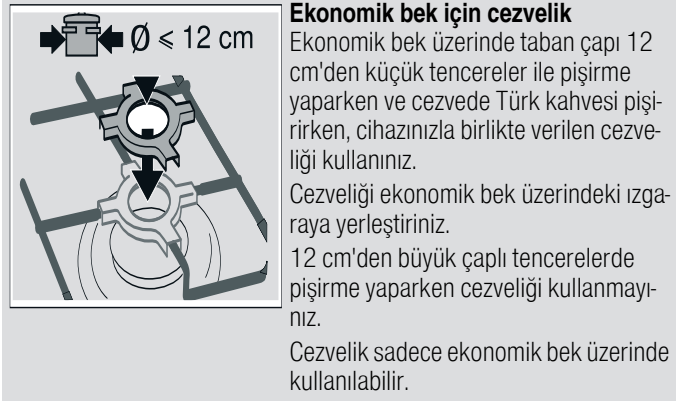 Ø ≤ 12 cm
Ekonomik bek için cezvelik
Ekonomik bek üzerinde taban çapı 12
cm'den küçük tencereler ile pişirme
yaparken ve cezvede Türk kahvesi pişi-
rirken, cihazınızla birlikte verilen cezve-
liği kullanınız.
Cezveliği ekonomik bek üzerindeki ızga-
raya yerleştiriniz.
12 cm'den büyük çaplı tencerelerde
pişirme yaparken cezveliği kullanmayı-
nız.
Cezvelik sadece ekonomik bek üzerinde
kullanılabilir.